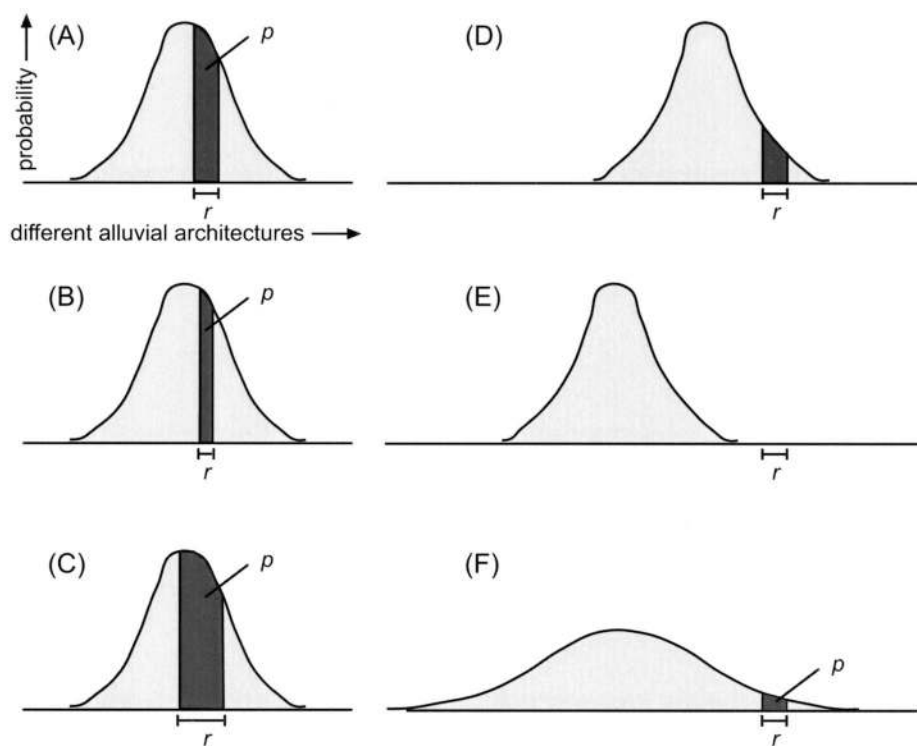 (A)
p
(D)
probability
r
r
different alluvial architectures
(B)
p
(E)
r
r
(C)
p
(F)
p
r
r